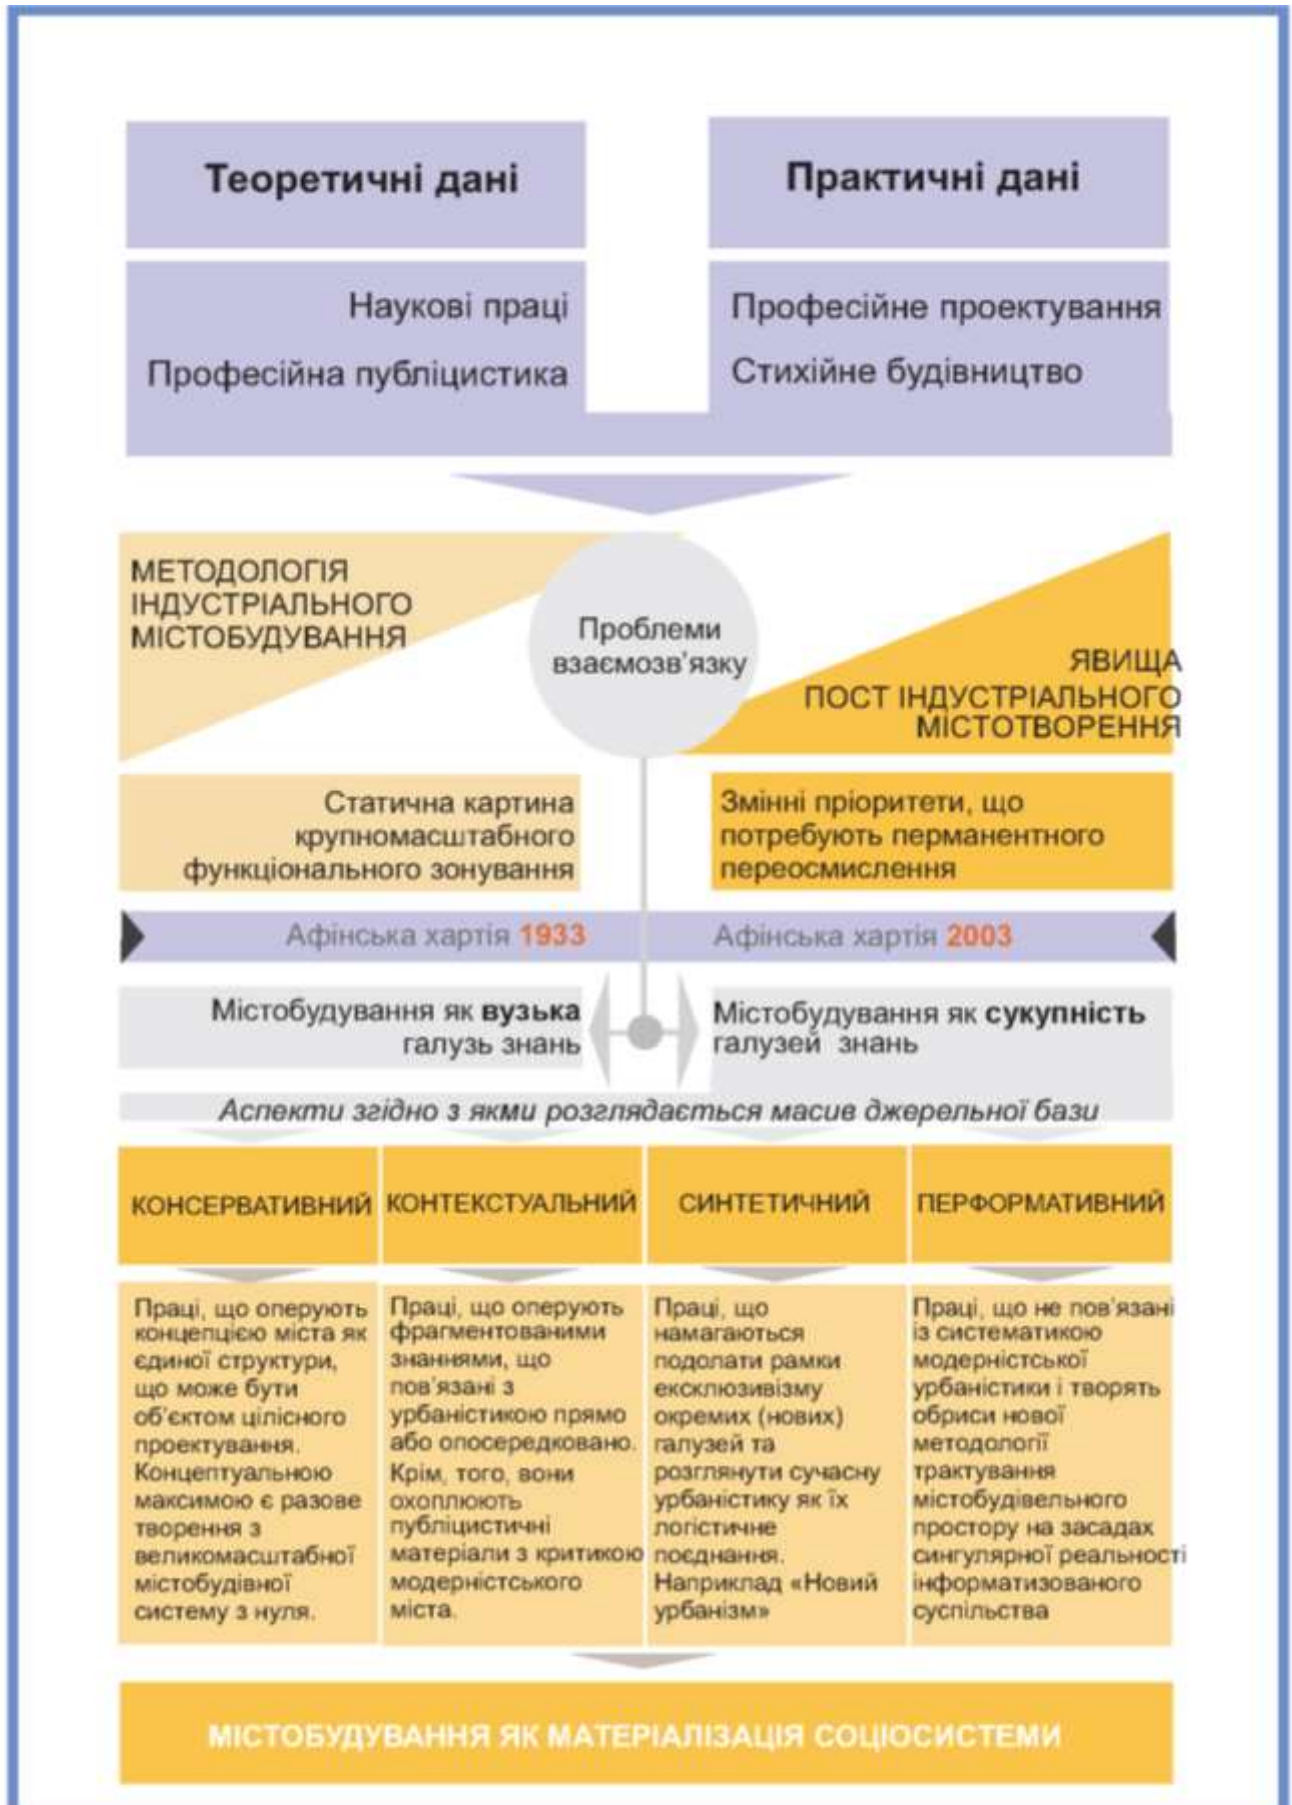 Теоретичні дані
Практичні дані
Наукові праці
Професійна публіцистика
Професійне проектування
Стихійне будівництво
МЕТОДОЛОГІЯ
ІНДУСТРІАЛЬНОГО
МІСТОБУДУВАННЯ
Проблеми
взаємозв'язку
ЯВИЩА
ПОСТ ІНДУСТРІАЛЬНОГО
МІСТОТВОРЕННЯ
Статична картина
крупномасштабного
функціонального зонування
Змінні пріоритети, що
потребують перманентного
переосмислення
Афінська хартія 1933
Афінська хартія 2003
Містобудування як вузька
галузь знань
Містобудування як сукупність
галузей знань
Аспекти згідно з якми розглядається масив джерельної бази
КОНСЕРВАТИВНИЙ
КОНТЕКСТУАЛЬНИЙ
СИНТЕТИЧНИЙ
ПЕРФОРМАТИВНИЙ
Праці, що оперують
концепцією міста як
єдиної структури,
що може бути
об'єктом цілісного
проектування.
Концептуальною
максимою є разове
творення з
великомасштабної
містобудівної
систему з нуля.
Праці, що оперують
фрагментованими
знаннями, що
пов'язані з
урбаністикою прямо
або опосередковано.
Крім, того, вони
охоплюють
публіцистичні
матеріали з критикою
модерністського
міста.
Праці, що
намагаються
подолати рамки
ексклюзивізму
окремих (нових)
галузей та
розглянути сучасну
урбаністику як їх
логістичне
поєднання.
Наприклад «Новий
урбанізм»
Праці, що не пов'язані
із систематикою
модерністської
урбаністики і творять
обриси нової
методології
трактування
містобудівельного
простору на засадах
сингулярної реальності
інформатизованого
суспільства
МІСТОБУДУВАННЯ ЯК МАТЕРІАЛІЗАЦІЯ СОЦІОСИСТЕМИ